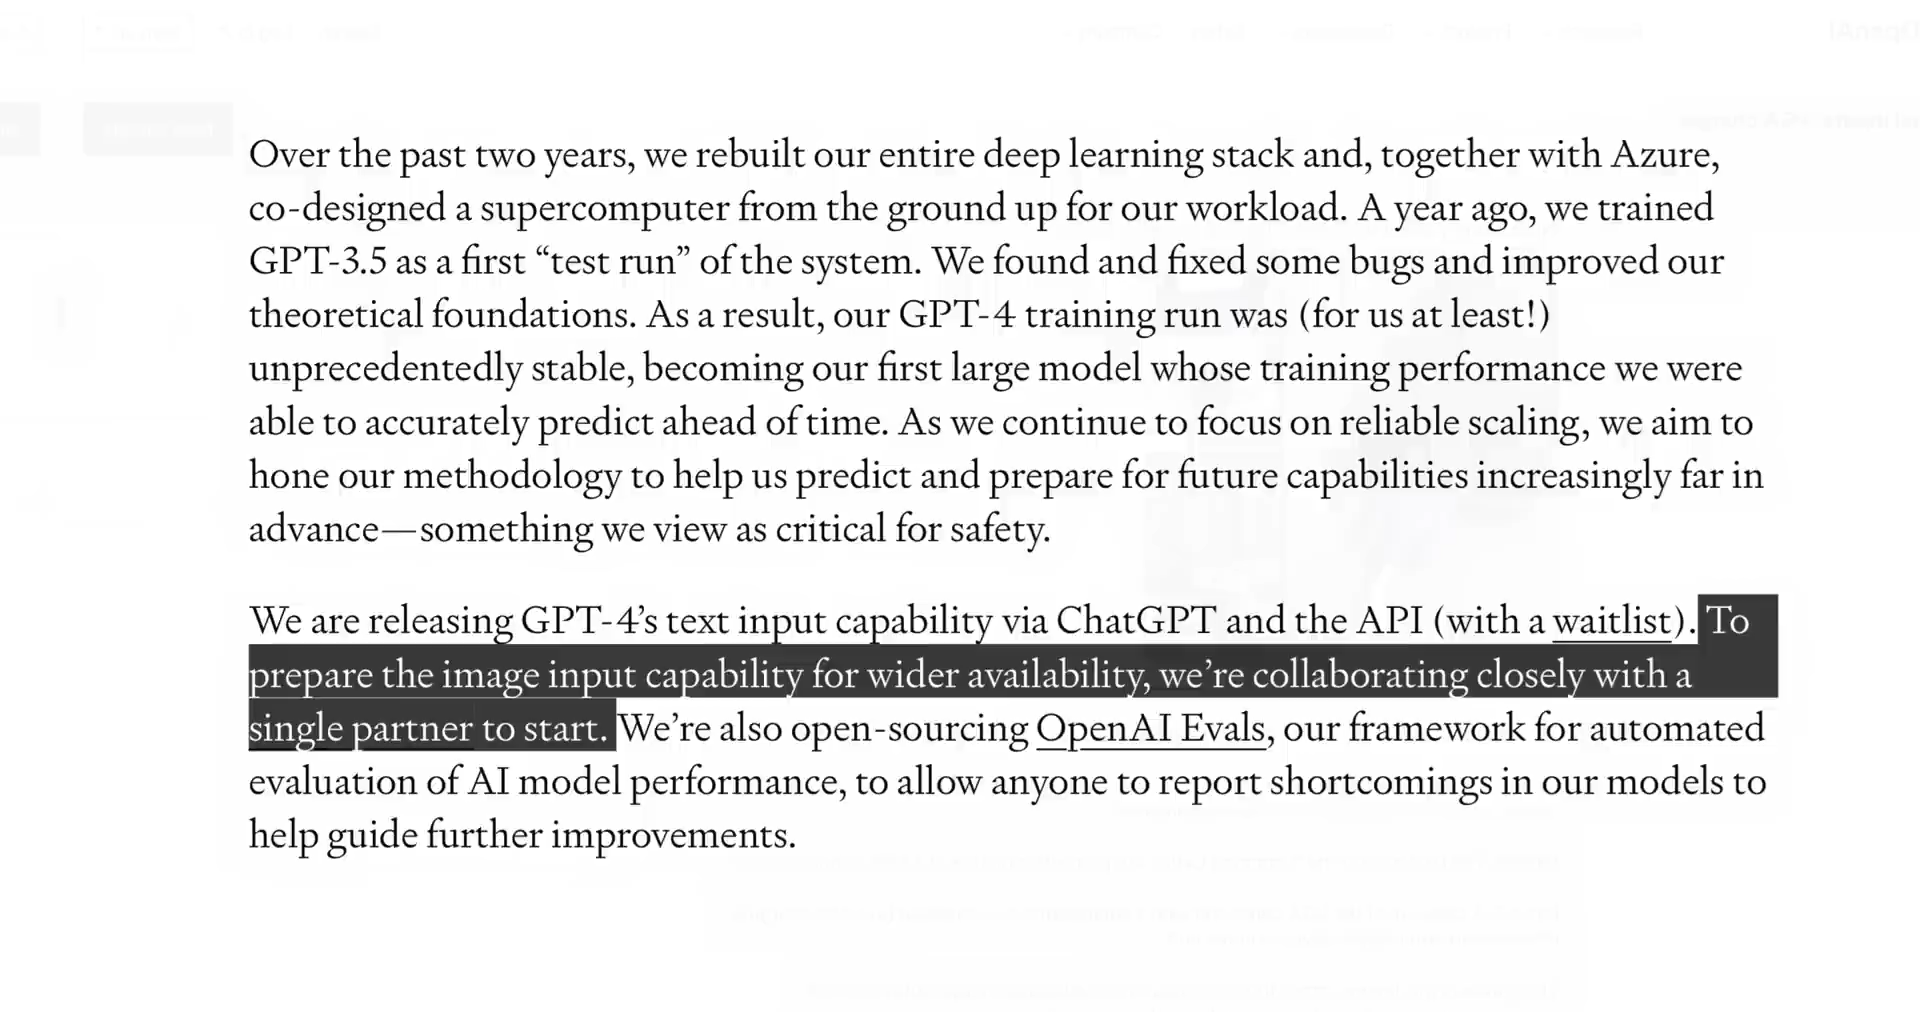 Over the past two years, we rebuilt our entire deep learning stack and, together with Azure,
co-designed a supercomputer from the ground up for our workload. A year ago, we trained
GPT-3.5 as a first “test run” of the system. We found and fixed some bugs and improved our
theoretical foundations. As a result, our GPT-4 training run was (for us at least!)
unprecedentedly stable, becoming our first large model whose training performance we were
able to accurately predict ahead of time. As we continue to focus on reliable scaling, we aim to
hone our methodology to help us predict and prepare for future capabilities increasingly far in
advance—something we view as critical for safety.
We are releasing GPT-4’s text input capability via ChatGPT and the API (with a waitlist). To
prepare the image input capability for wider availability, we’re collaborating closely with a
single partner to start. We’re also open-sourcing OpenAI Evals, our framework for automated
evaluation of AI model performance, to allow anyone to report shortcomings in our models to
help guide further improvements.